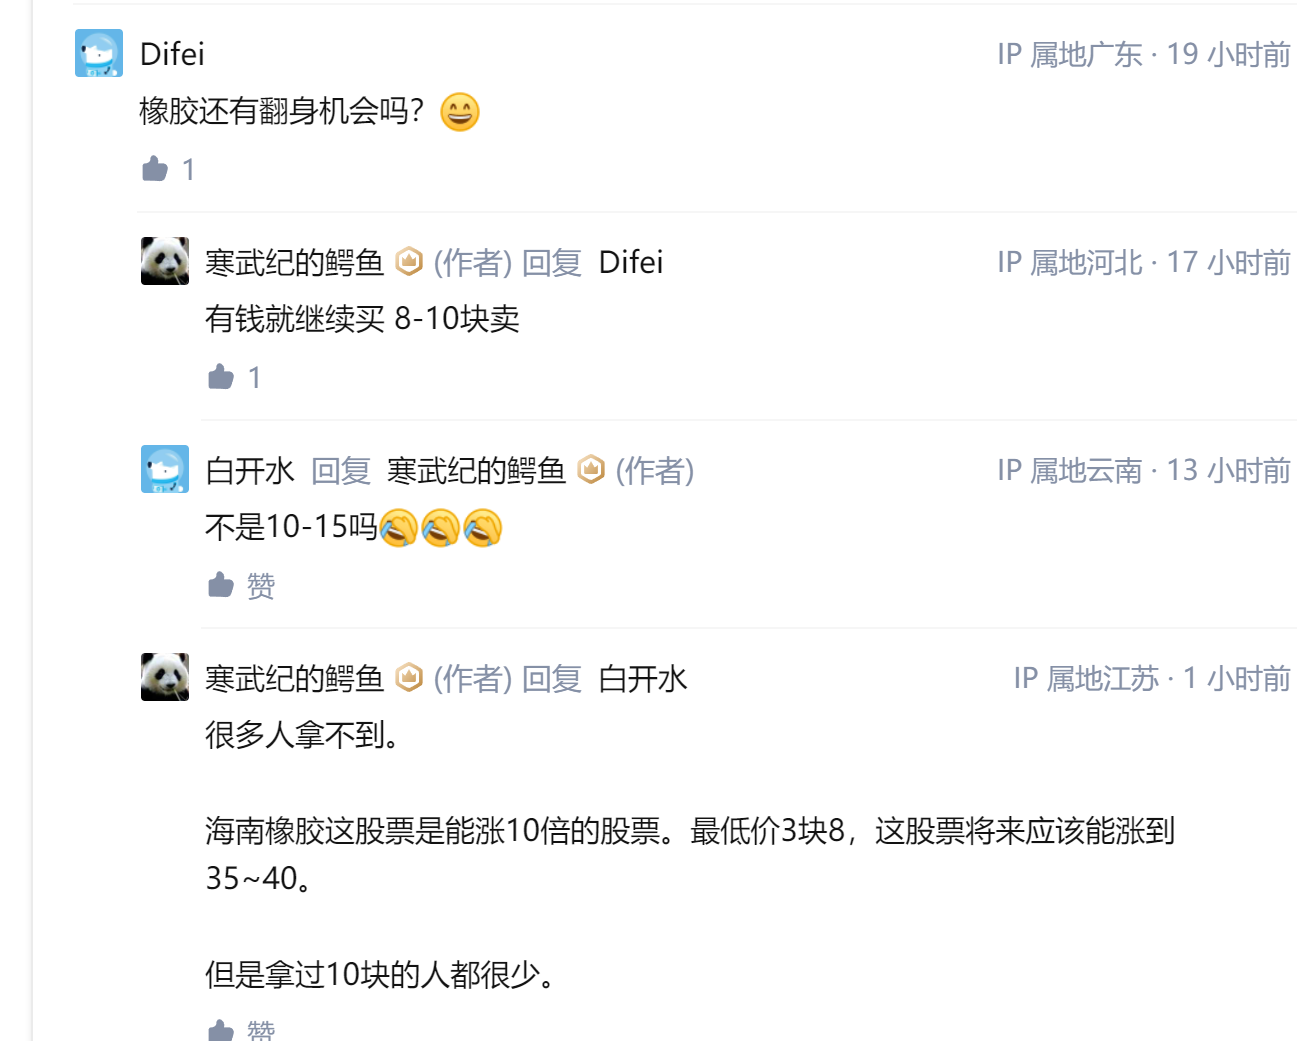 Difei IP 属地广东 · 19 小时前
橡胶还有翻身机会吗？
1
寒武纪的鳄鱼 (作者) 回复 Difei IP 属地河北 · 17 小时前
有钱就继续买 8-10块卖
1
白开水 回复 寒武纪的鳄鱼 (作者) IP 属地云南 · 13 小时前
不是10-15吗
赞
寒武纪的鳄鱼 (作者) 回复 白开水 IP 属地江苏 · 1 小时前
很多人拿不到。
海南橡胶这股票是能涨10倍的股票。最低价3块8，这股票将来应该能涨到
35~40。
但是拿过10块的人都很少。
赞